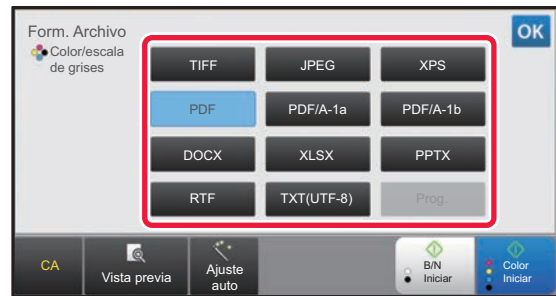 Form. Archivo
OK
Color/escala
de grises
TIFF
JPEG
XPS
PDF
PDF/A-1a
PDF/A-1b
DOCX
XLSX
PPTX
RTF
TXT(UTF-8)
Prog.
CA
Vista previa
Ajuste
auto
B/N
Iniciar
Color
Iniciar